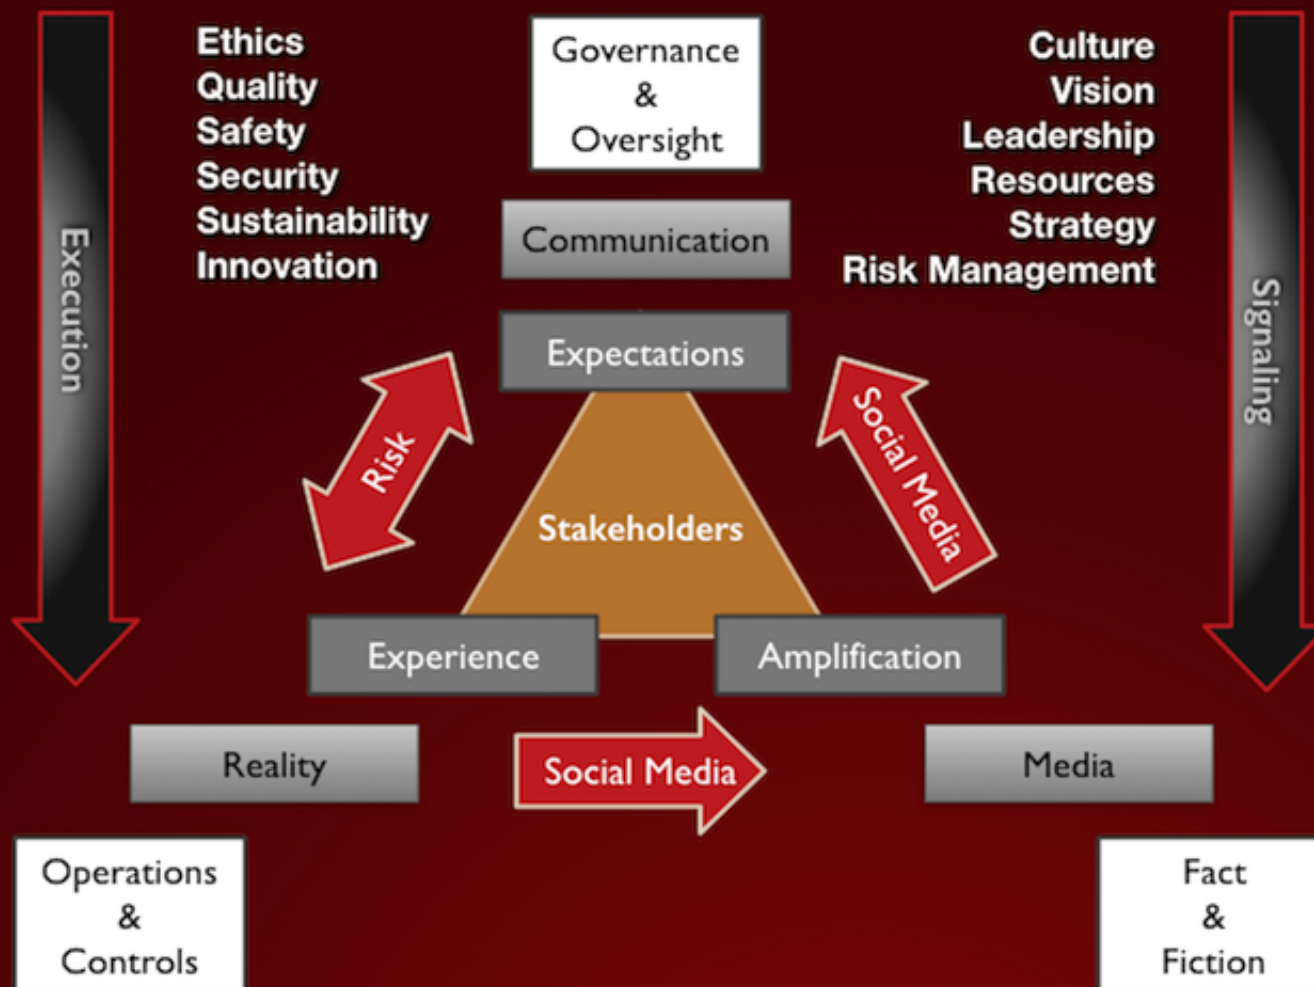 Ethics
Quality
Safety
Security
Sustainability
Innovation
Governance
&
Oversight
Culture
Vision
Leadership
Resources
Strategy
Risk Management
Execution
Signaling
Communication
Expectations
Risk
Social Media
Stakeholders
Experience
Amplification
Reality
Social Media
Media
Operations
&
Controls
Fact
&
Fiction